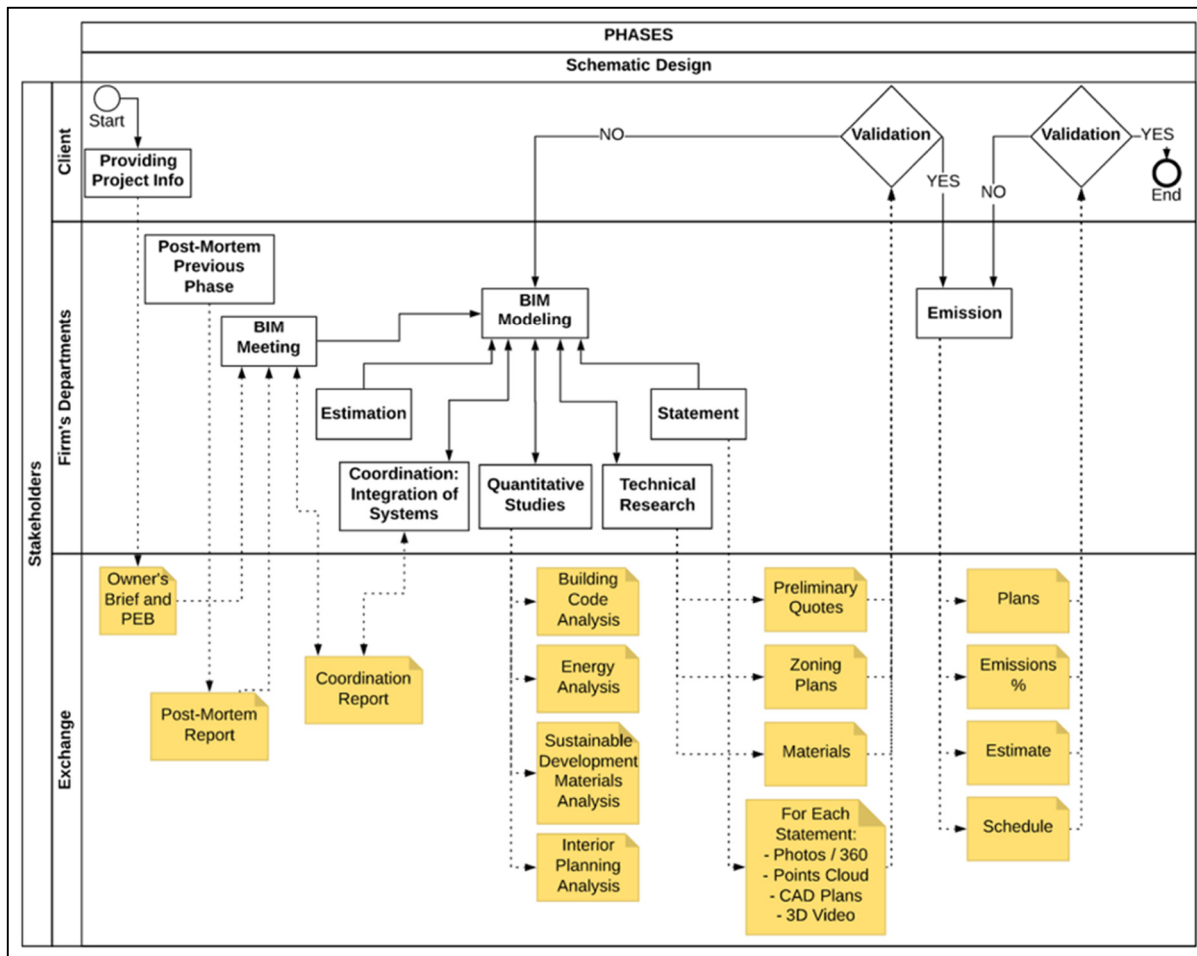 PHASES
Schematic Design
Stakeholders
Client
Start
Providing
Project Info
NO
Validation
YES
Validation
YES
NO
End
Firm's Departments
Post-Mortem
Previous
Phase
BIM
Meeting
BIM
Modeling
Emission
Estimation
Statement
Coordination:
Integration of
Systems
Quantitative
Studies
Technical
Research
Exchange
Owner's
Brief and
PEB
Post-Mortem
Report
Coordination
Report
Building
Code
Analysis
Energy
Analysis
Sustainable
Development
Materials
Analysis
Interior
Planning
Analysis
Preliminary
Quotes
Zoning
Plans
Materials
For Each
Statement:
- Photos / 360
- Points Cloud
- CAD Plans
- 3D Video
Plans
Emissions
%
Estimate
Schedule